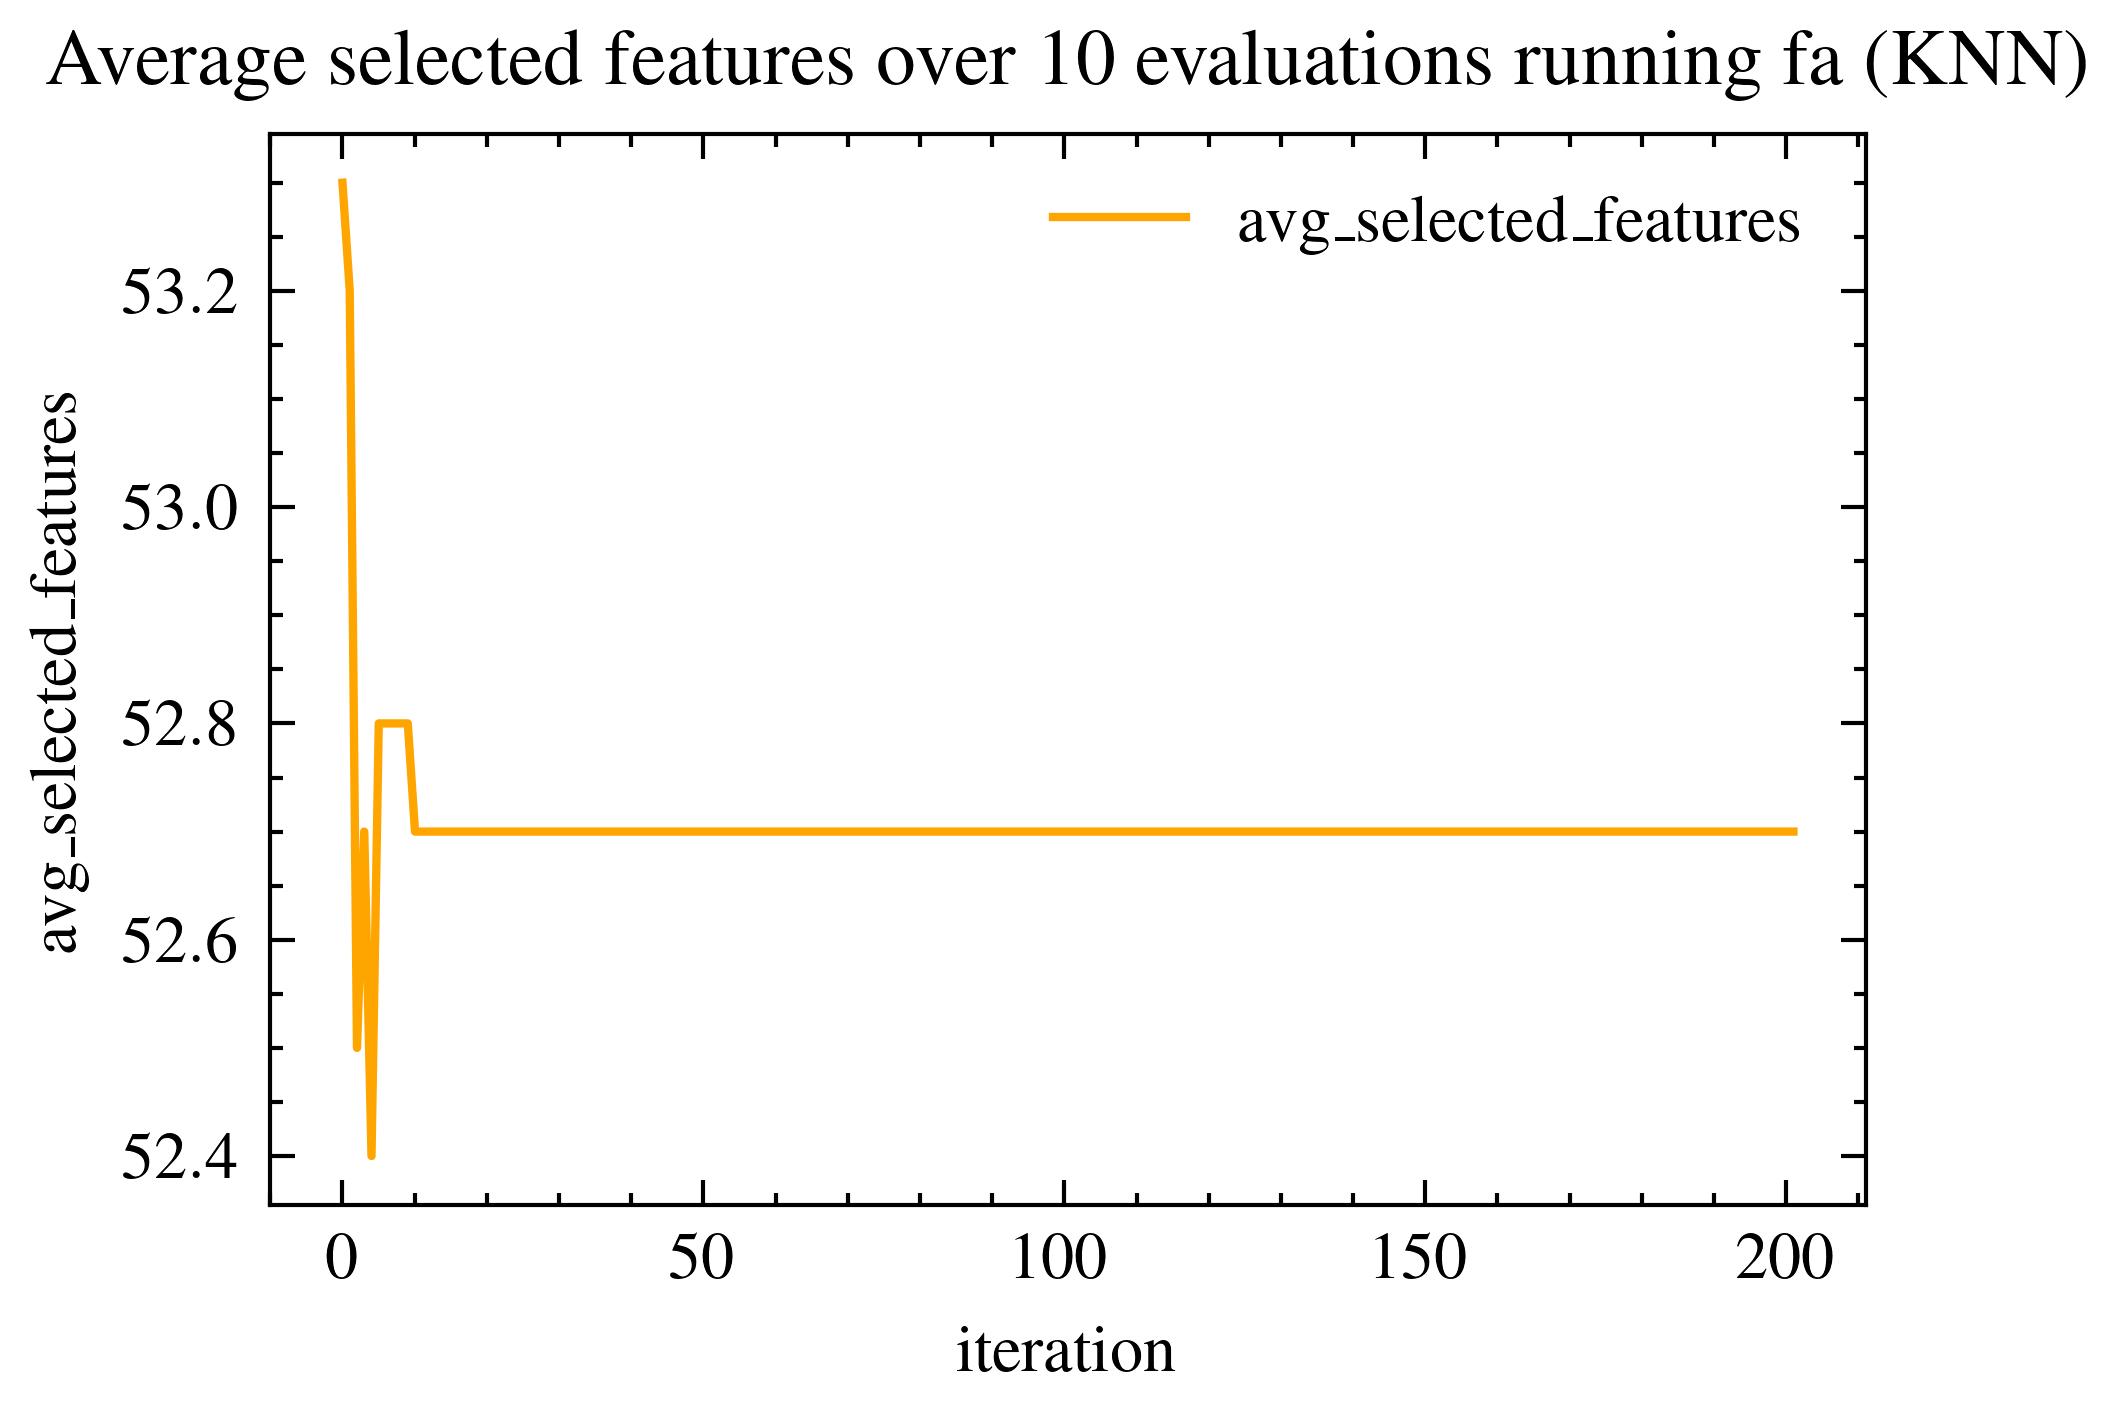 Average selected features over 10 evaluations running fa (KNN)
avg_selected_features
53.2
53.0
52.8
52.6
52.4
avg_selected_features
0 50 100 150 200
iteration